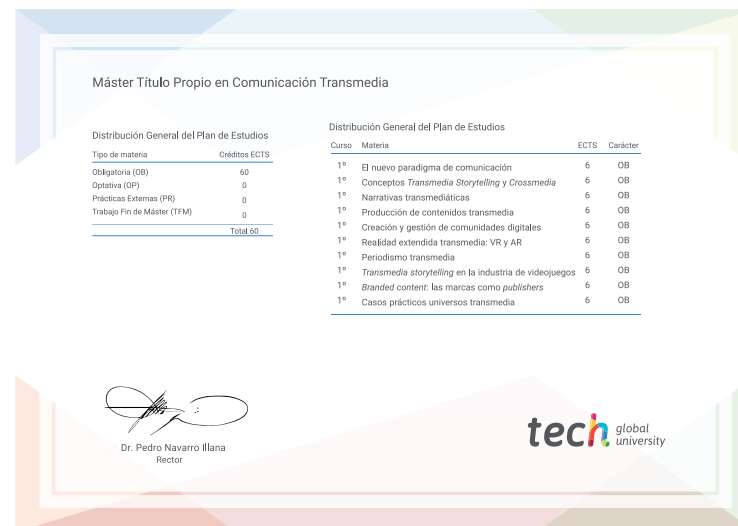 Máster Título Propio en Comunicación Transmedia
Distribución General del Plan de Estudios
Tipo de materia Créditos ECTS
Obligatoria (OB) 60
Optativa (OP) 0
Prácticas Externas (PR) 0
Trabajo Fin de Máster (TFM) 0
Total 60
Distribución General del Plan de Estudios
Curso Materia ECTS Carácter
1º El nuevo paradigma de comunicación 6 OB
1º Conceptos Transmedia Storytelling y Crossmedia 6 OB
1º Narrativas transmediáticas 6 OB
1º Producción de contenidos transmedia 6 OB
1º Creación y gestión de comunidades digitales 6 OB
1º Realidad extendida transmedia: VR y AR 6 OB
1º Periodismo transmedia 6 OB
1º Transmedia storytelling en la industria de videojuegos 6 OB
1º Branded content: las marcas como publishers 6 OB
1º Casos prácticos universos transmedia 6 OB
Dr. Pedro Navarro Illana
Rector
tech global university